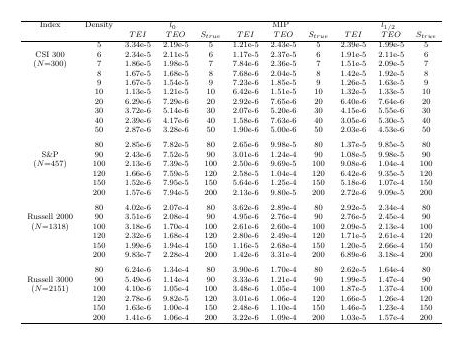 Index Density l0 MIP l1/2
TEI TEO Strue TEI TEO Strue TEI TEO Strue
5 3.34e-5 2.19e-5 5 1.21e-5 2.43e-5 5 2.39e-5 1.99e-5 5
CSI 300 6 2.34e-5 2.11e-5 6 1.17e-5 2.37e-5 6 1.91e-5 2.11e-5 6
(N=300) 7 1.86e-5 1.98e-5 7 7.84e-6 2.36e-5 7 1.51e-5 2.09e-5 7
8 1.67e-5 1.68e-5 8 7.68e-6 2.04e-5 8 1.42e-5 1.92e-5 8
9 1.67e-5 1.54e-5 9 7.23e-6 1.85e-5 9 1.26e-5 1.63e-5 9
10 1.13e-5 1.21e-5 10 6.42e-6 1.51e-5 10 1.32e-5 1.33e-5 10
20 6.29e-6 7.29e-6 20 2.92e-6 7.65e-6 20 6.40e-6 7.64e-6 20
30 3.72e-6 5.14e-6 30 2.07e-6 5.20e-6 30 4.15e-6 5.55e-6 30
40 2.39e-6 4.17e-6 40 1.58e-6 7.63e-6 40 3.05e-6 5.30e-6 40
50 2.87e-6 3.28e-6 50 1.90e-6 5.00e-6 50 2.03e-6 4.53e-6 50
80 2.85e-6 7.82e-5 80 2.65e-6 9.98e-5 80 1.37e-5 9.85e-5 80
S&P 90 2.43e-6 7.52e-5 90 3.01e-6 1.24e-4 90 1.08e-5 9.98e-5 90
(N=457) 100 2.13e-6 7.39e-5 100 2.50e-6 9.69e-5 100 9.08e-6 1.04e-4 100
120 1.66e-6 7.59e-5 120 2.58e-5 1.04e-4 120 6.42e-6 9.35e-5 120
150 1.52e-6 7.95e-5 150 5.64e-6 1.25e-4 150 5.18e-6 1.07e-4 150
200 1.57e-6 7.94e-5 200 2.13e-6 9.80e-5 200 2.72e-6 9.09e-5 200
80 4.02e-6 2.07e-4 80 3.62e-6 2.89e-4 80 2.92e-5 2.34e-4 80
Russell 2000 90 3.51e-6 2.08e-4 90 4.95e-6 2.76e-4 90 2.76e-5 2.45e-4 90
(N=1318) 100 3.18e-6 1.70e-4 100 2.61e-6 2.60e-4 100 2.09e-5 2.13e-4 100
120 2.32e-6 1.68e-4 120 2.80e-6 2.49e-4 120 1.71e-5 2.61e-4 120
150 1.99e-6 1.94e-4 150 1.16e-5 2.68e-4 150 1.20e-5 2.66e-4 150
200 9.83e-7 2.28e-4 200 1.42e-6 3.31e-4 200 6.89e-6 3.18e-4 200
80 6.24e-6 1.34e-4 80 3.90e-6 1.70e-4 80 2.62e-5 1.64e-4 80
Russell 3000 90 5.49e-6 1.14e-4 90 3.33e-6 1.21e-4 90 1.99e-5 1.47e-4 90
(N=2151) 100 4.10e-6 1.05e-4 100 3.48e-6 1.05e-4 100 1.87e-5 1.37e-4 100
120 2.78e-6 9.82e-5 120 3.01e-6 1.06e-4 120 1.66e-5 1.26e-4 120
150 1.63e-6 1.00e-4 150 2.48e-6 1.10e-4 150 1.46e-5 1.23e-4 150
200 1.41e-6 1.06e-4 200 3.22e-6 1.09e-4 200 1.03e-5 1.57e-4 200